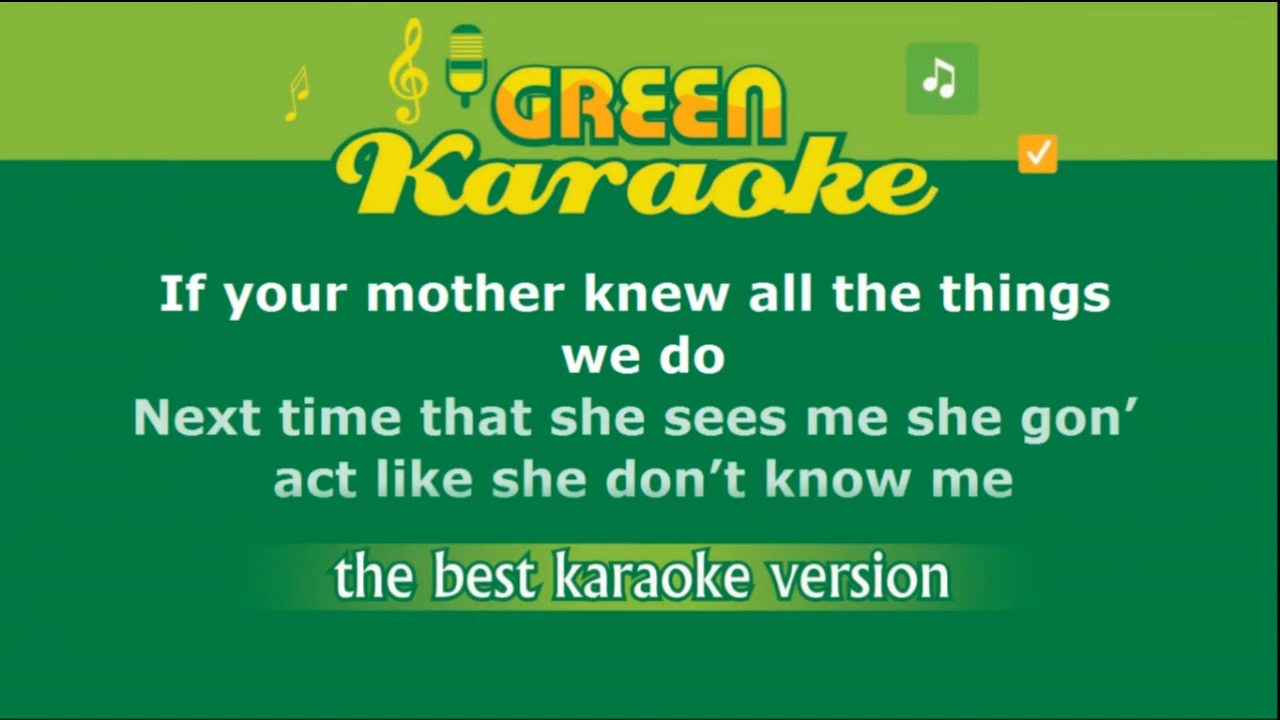 GREEN
Karaoke
If your mother knew all the things
we do
Next time that she sees me she gon’
act like she don’t know me
the best karaoke version